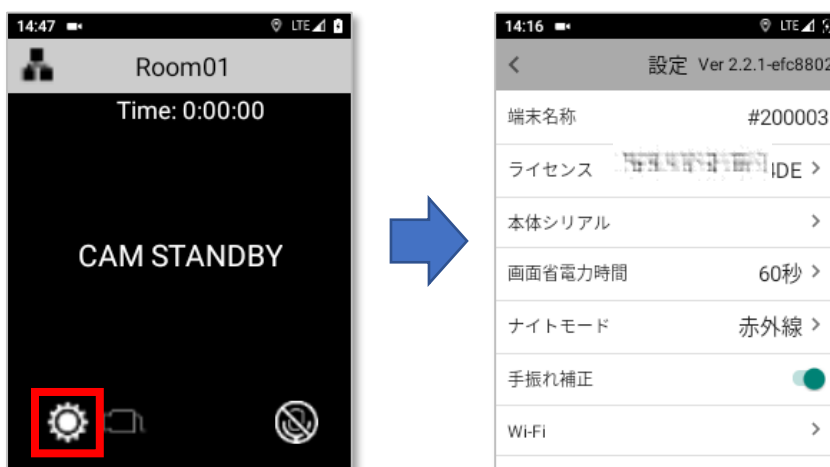 14:47 LTE
Room01
Time: 0:00:00
CAM STANDBY
14:16 LTE
設定 Ver 2.2.1-efc8802
端末名称 #200003
ライセンス 4DE
本体シリアル
画面省電力時間 60秒
ナイトモード 赤外線
手振れ補正
Wi-Fi